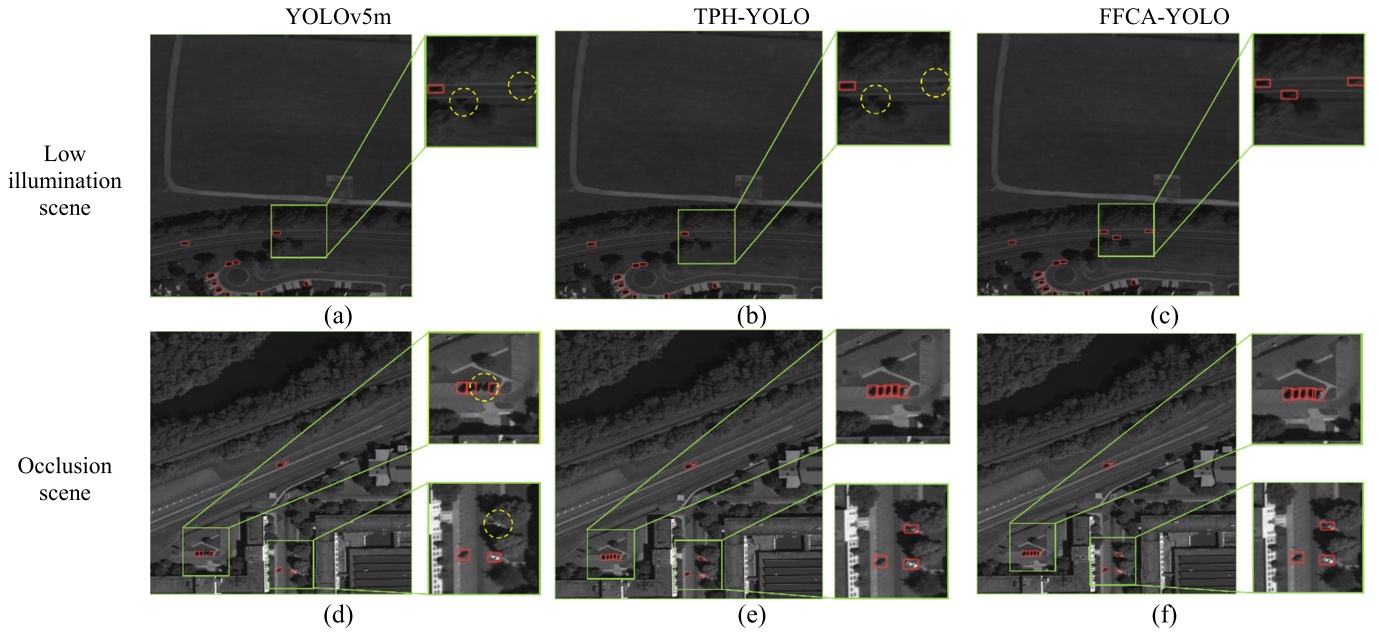 YOLOv5m
TPH-YOLO
FFCA-YOLO
Low
illumination
scene
(a)
(b)
(c)
Occlusion
scene
(d)
(e)
(f)